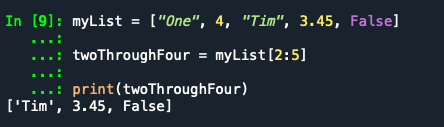 In [9]: myList = ["One", 4, "Tim", 3.45, False]
...:
...: twoThroughFour = myList[2:5]
...:
...: print(twoThroughFour)
['Tim', 3.45, False]